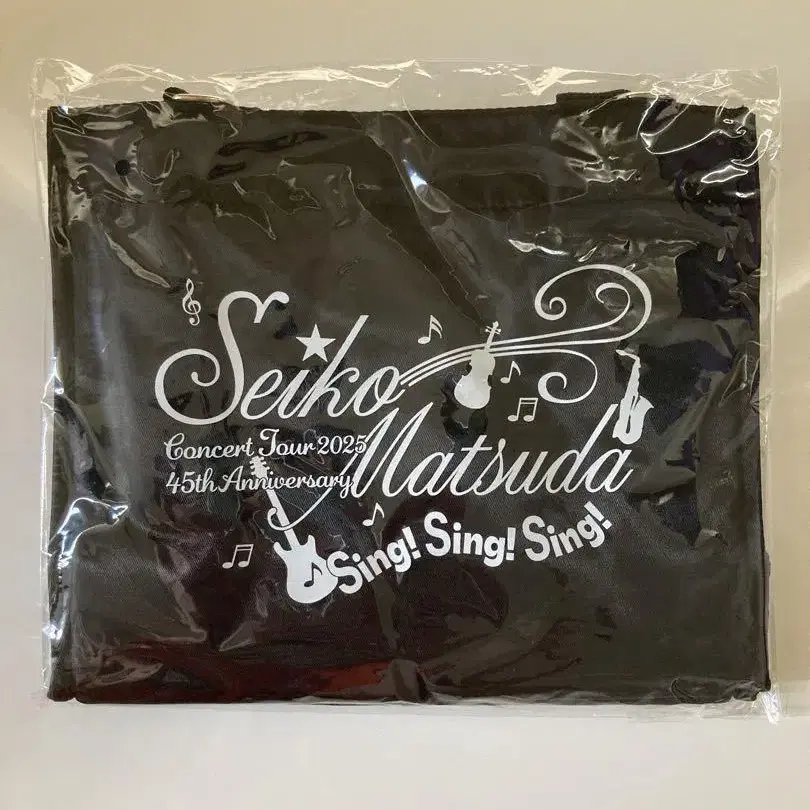 Seiko
Matsuda
Concert Tour 2025
45th Anniversary
Sing! Sing! Sing!